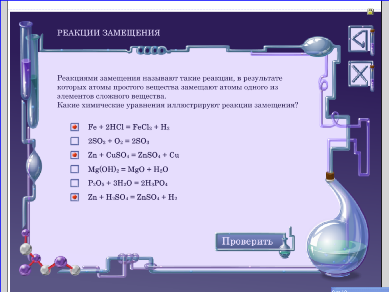 РЕАКЦИИ ЗАМЕЩЕНИЯ
Реакциями замещения называют такие реакции, в результате
которых атомы простого вещества замещают атомы одного из
элементов сложного вещества.
Какие химические уравнения иллюстрируют реакции замещения?
Fe + 2HCl = FeCl₂ + H₂
2SO₂ + O₂ = 2SO₃
Zn + CuSO₄ = ZnSO₄ + Cu
Mg(OH)₂ = MgO + H₂O
P₂O₅ + 3H₂O = 2H₃PO₄
Zn + H₂SO₄ = ZnSO₄ + H₂
Проверить